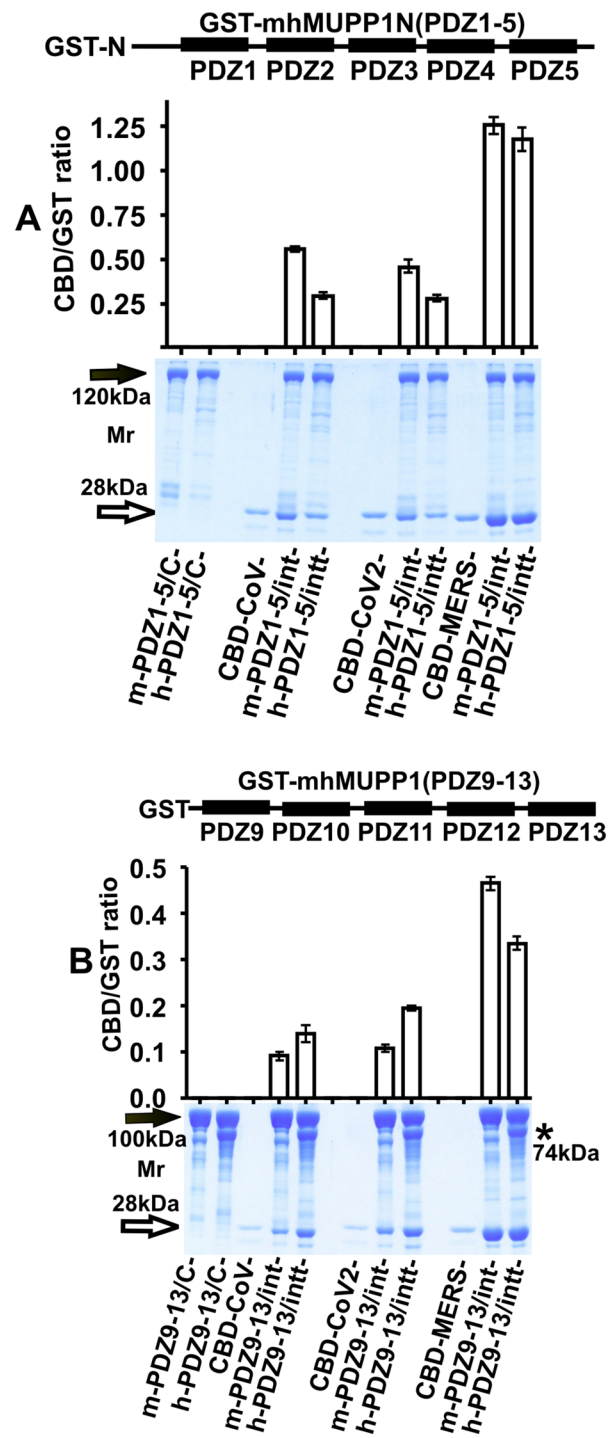 GST-mhMUPP1N(PDZ1-5)
GST-N
PDZ1 PDZ2 PDZ3 PDZ4 PDZ5
A
CBD/GST ratio
1.25
1.00
0.75
0.50
0.25
120kDa
Mr
28kDa
m-PDZ1-5/C-
h-PDZ1-5/C-
CBD-CoV-
m-PDZ1-5/int-
h-PDZ1-5/intt-
CBD-CoV2-
m-PDZ1-5/int-
h-PDZ1-5/intt-
CBD-MERS-
m-PDZ1-5/int-
h-PDZ1-5/intt-
GST-mhMUPP1(PDZ9-13)
GST
PDZ9 PDZ10 PDZ11 PDZ12 PDZ13
B
CBD/GST ratio
0.5
0.4
0.3
0.2
0.1
0.0
100kDa
Mr
28kDa
*
74kDa
m-PDZ9-13/C-
h-PDZ9-13/C-
CBD-CoV-
m-PDZ9-13/int-
h-PDZ9-13/intt-
CBD-CoV2-
m-PDZ9-13/int-
h-PDZ9-13/intt-
CBD-MERS-
m-PDZ9-13/int-
h-PDZ9-13/intt-